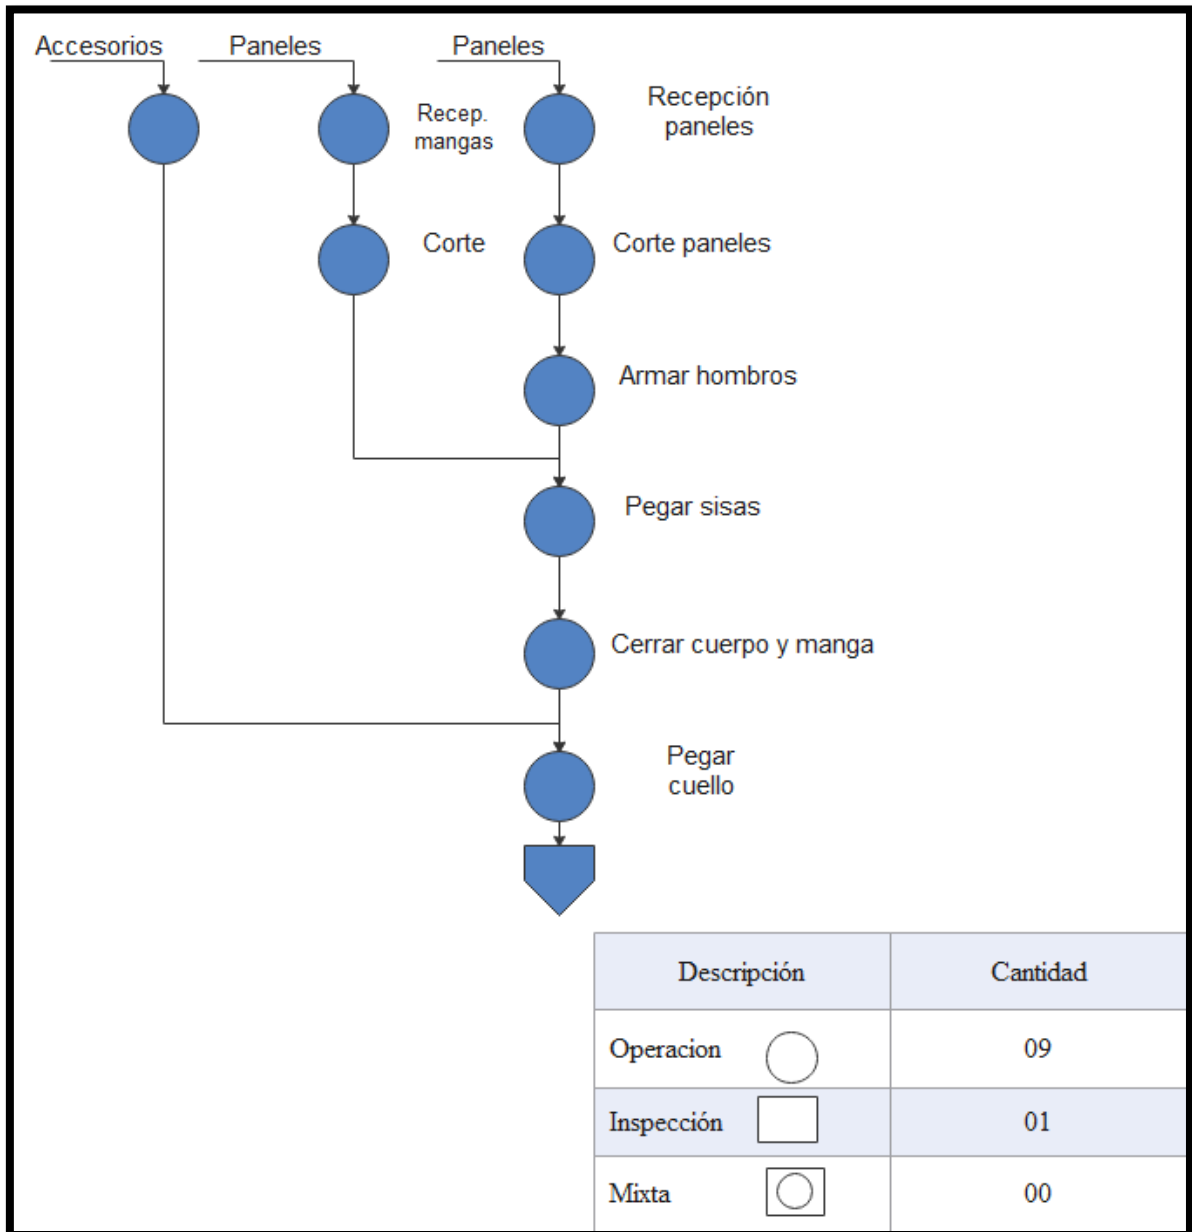 Accesorios
Paneles
Paneles
Recep.
mangas
Recepción
paneles
Corte
Corte paneles
Armar hombros
Pegar sisas
Cerrar cuerpo y manga
Pegar
cuello
Descripción Cantidad
Operacion 09
Inspección 01
Mixta 00